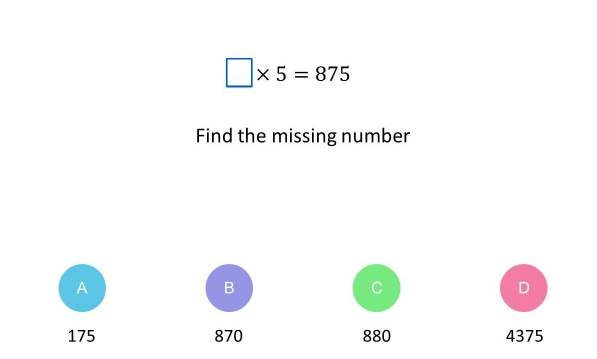 □ × 5 = 875
Find the missing number
A B C D
175 870 880 4375